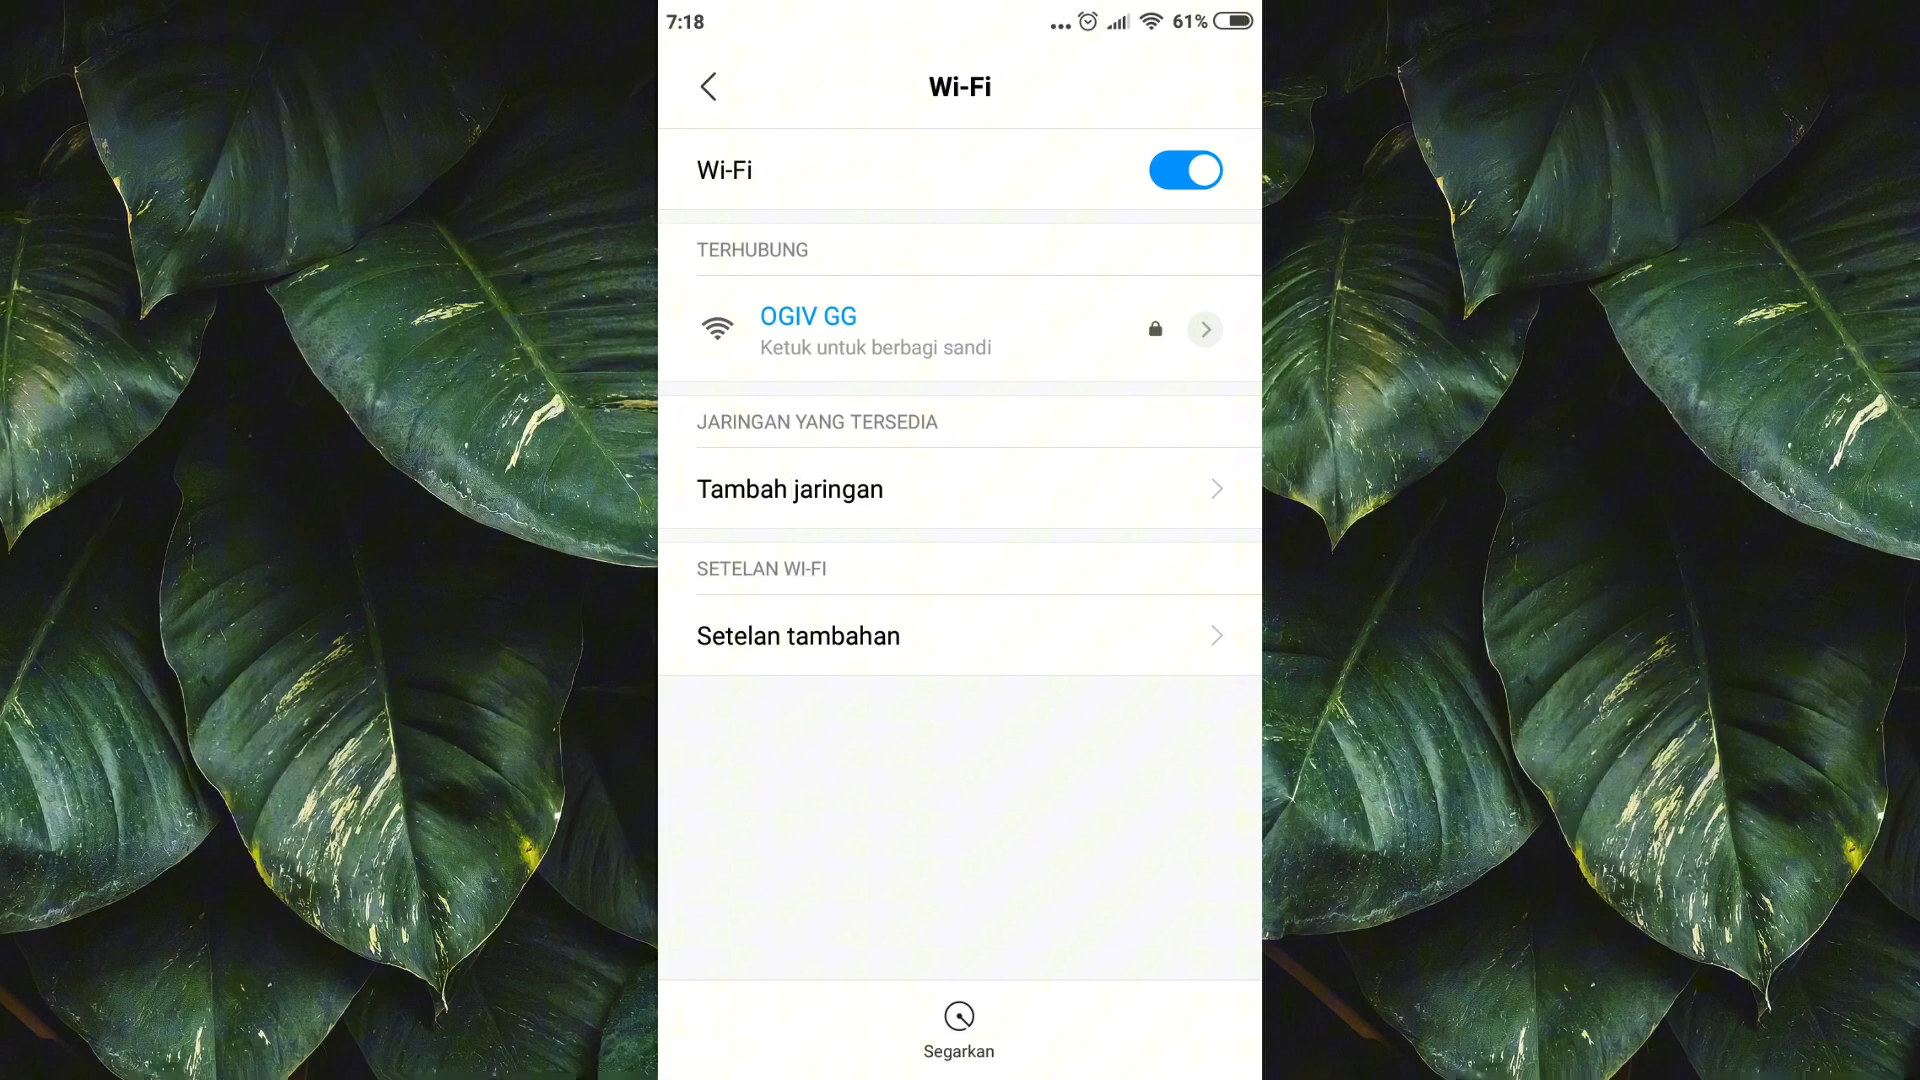 7:18
61%
Wi-Fi
Wi-Fi
TERHUBUNG
OGIV GG
Ketuk untuk berbagi sandi
JARINGAN YANG TERSEDIA
Tambah jaringan
SETELAN WI-FI
Setelan tambahan
Segarkan